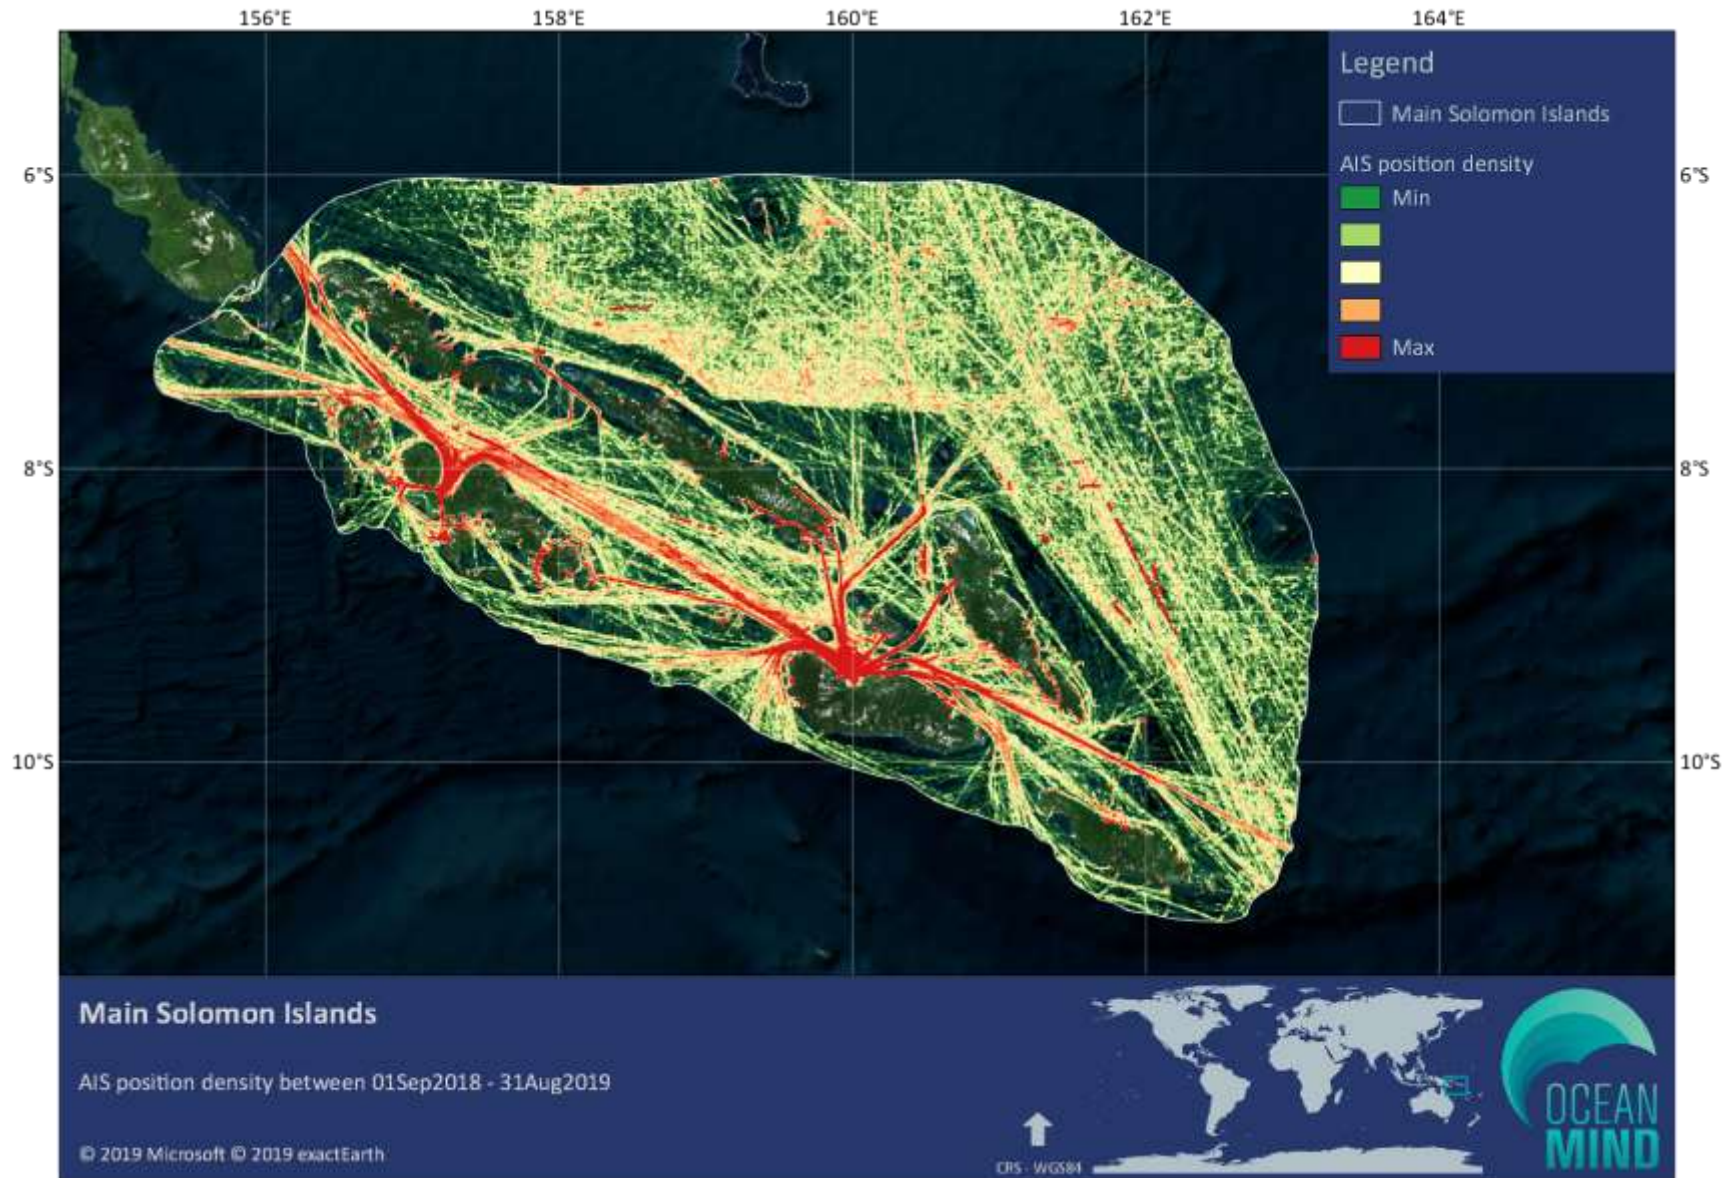 156°E 158°E 160°E 162°E 164°E
Legend
Main Solomon Islands
AIS position density
Min
Max
6°S 6°S
8°S 8°S
10°S 10°S
Main Solomon Islands
AIS position density between 01Sep2018 - 31Aug2019
© 2019 Microsoft © 2019 exactEarth
CRS - WGS84
OCEAN
MIND